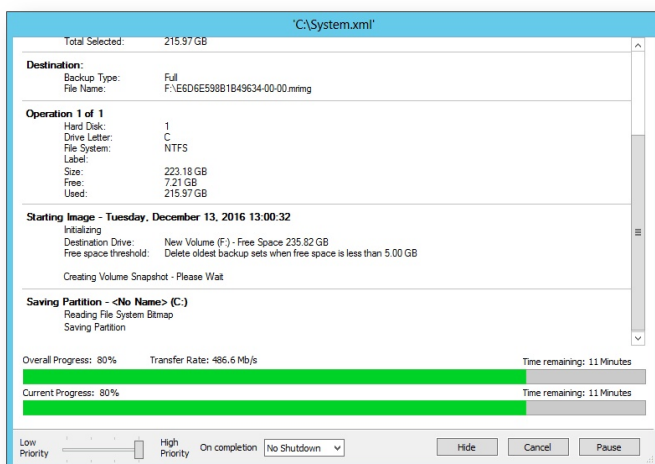 'C:\System.xml'
Total Selected: 215.97 GB
Destination:
Backup Type: Full
File Name: F:\E6D6E598B1B49634-00-00.mrimg
Operation 1 of 1
Hard Disk: 1
Drive Letter: C
File System: NTFS
Label:
Size: 223.18 GB
Free: 7.21 GB
Used: 215.97 GB
Starting Image - Tuesday, December 13, 2016 13:00:32
Initializing
Destination Drive: New Volume (F:) - Free Space 235.82 GB
Free space threshold: Delete oldest backup sets when free space is less than 5.00 GB
Creating Volume Snapshot - Please Wait
Saving Partition - <No Name> (C:)
Reading File System Bitmap
Saving Partition
Overall Progress: 80% Transfer Rate: 486.6 Mb/s Time remaining: 11 Minutes
Current Progress: 80% Time remaining: 11 Minutes
Low Priority High Priority On completion No Shutdown Hide Cancel Pause